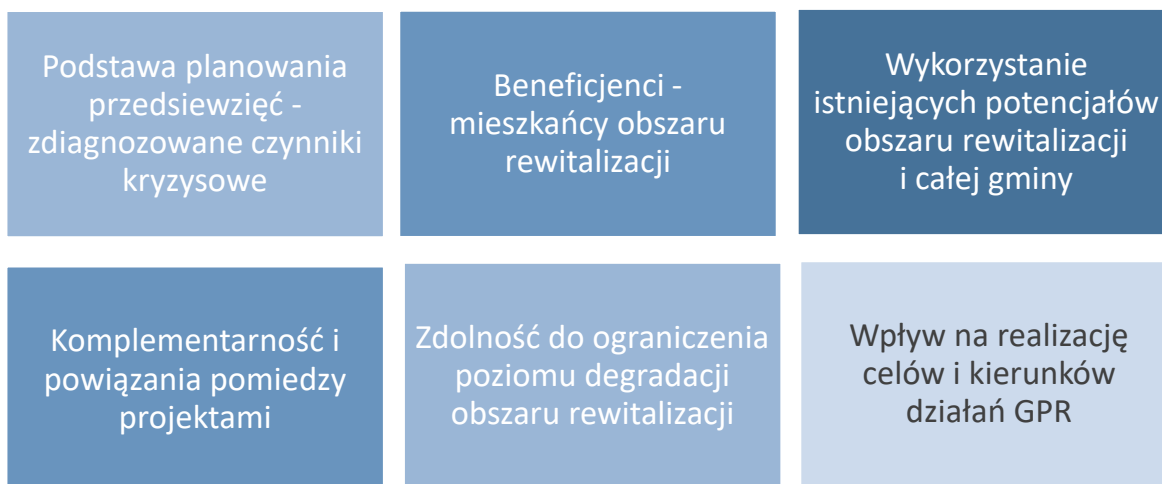 Podstawa planowania
przedsiewzięć -
zdiagnozowane czynniki
kryzysowe
Beneficjenci -
mieszkańcy obszaru
rewitalizacji
Wykorzystanie
istniejących potencjałów
obszaru rewitalizacji
i całej gminy
Komplementarność i
powiązania pomiedzy
projektami
Zdolność do ograniczenia
poziomu degradacji
obszaru rewitalizacji
Wpływ na realizację
celów i kierunków
działań GPR